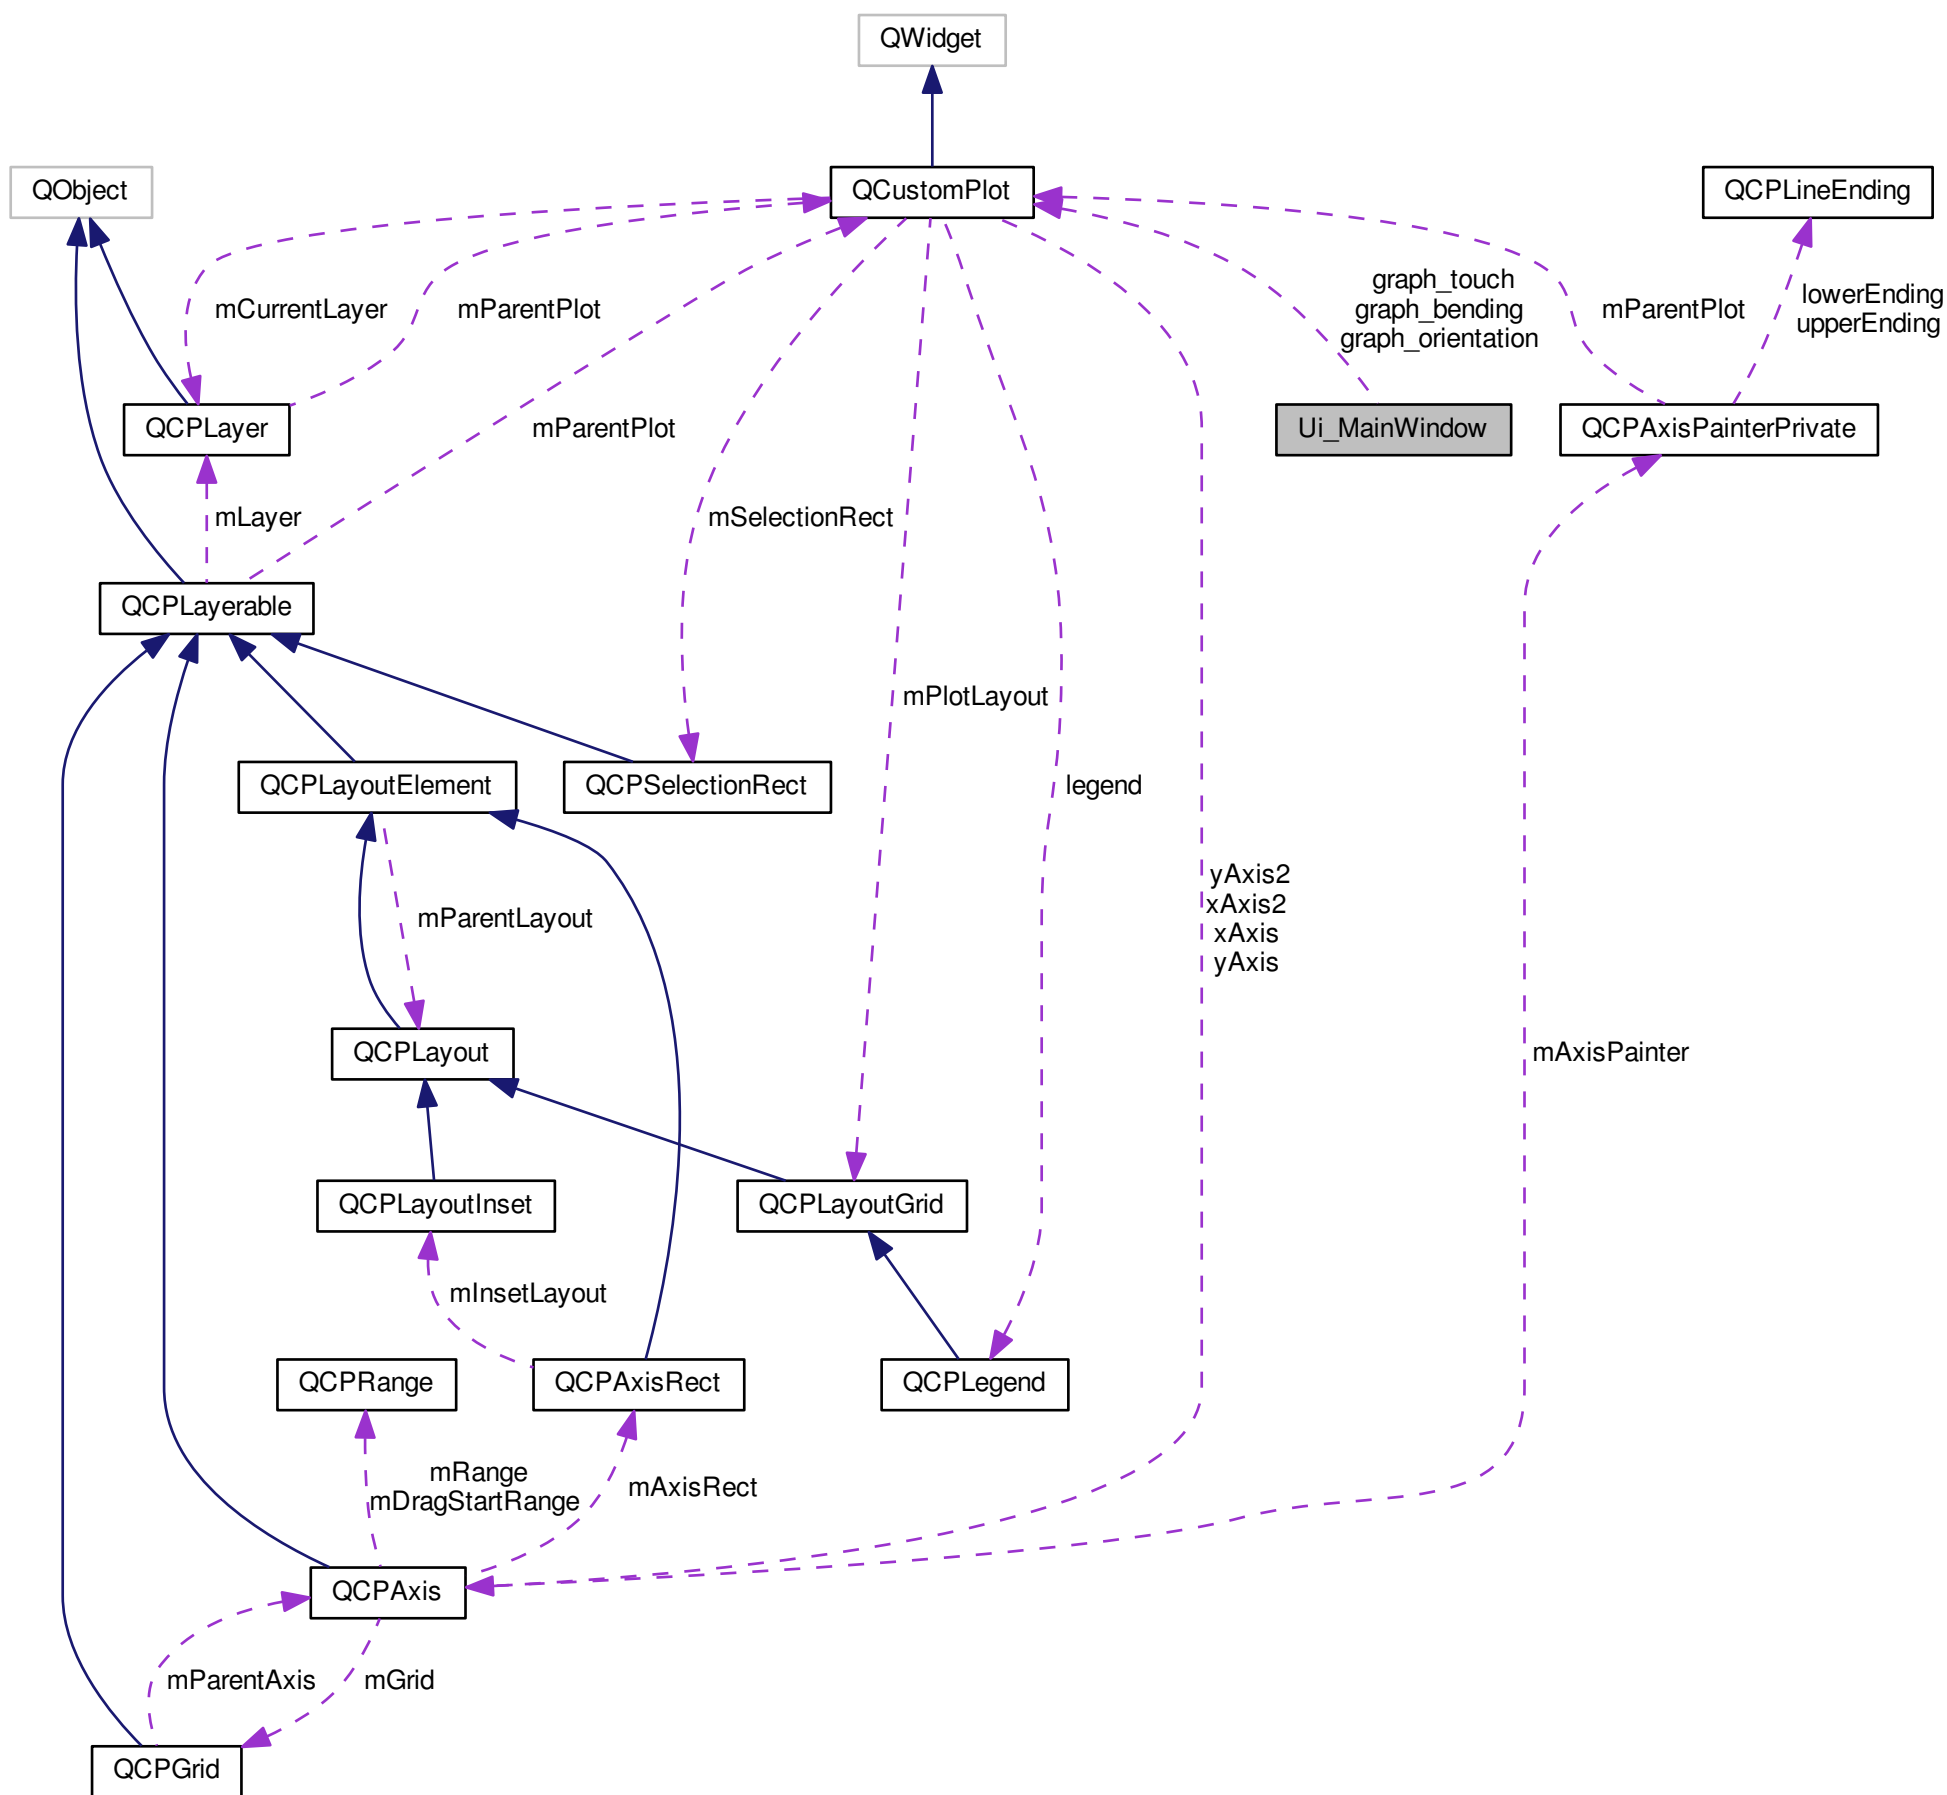 QWidget
QObject
QCustomPlot
QCPLineEnding
mCurrentLayer
mParentPlot
graph_touch
graph_bending
graph_orientation
mParentPlot
lowerEnding
upperEnding
QCPLayer
mParentPlot
Ui_MainWindow
QCPAxisPainterPrivate
mLayer
mSelectionRect
QCPLayerable
mPlotLayout
QCPLayoutElement
QCPSelectionRect
legend
yAxis2
xAxis2
xAxis
yAxis
mParentLayout
QCPLayout
mAxisPainter
QCPLayoutInset
QCPLayoutGrid
mInsetLayout
QCPRange
QCPAxisRect
QCPLegend
mRange
mDragStartRange
mAxisRect
QCPAxis
mParentAxis
mGrid
QCPGrid